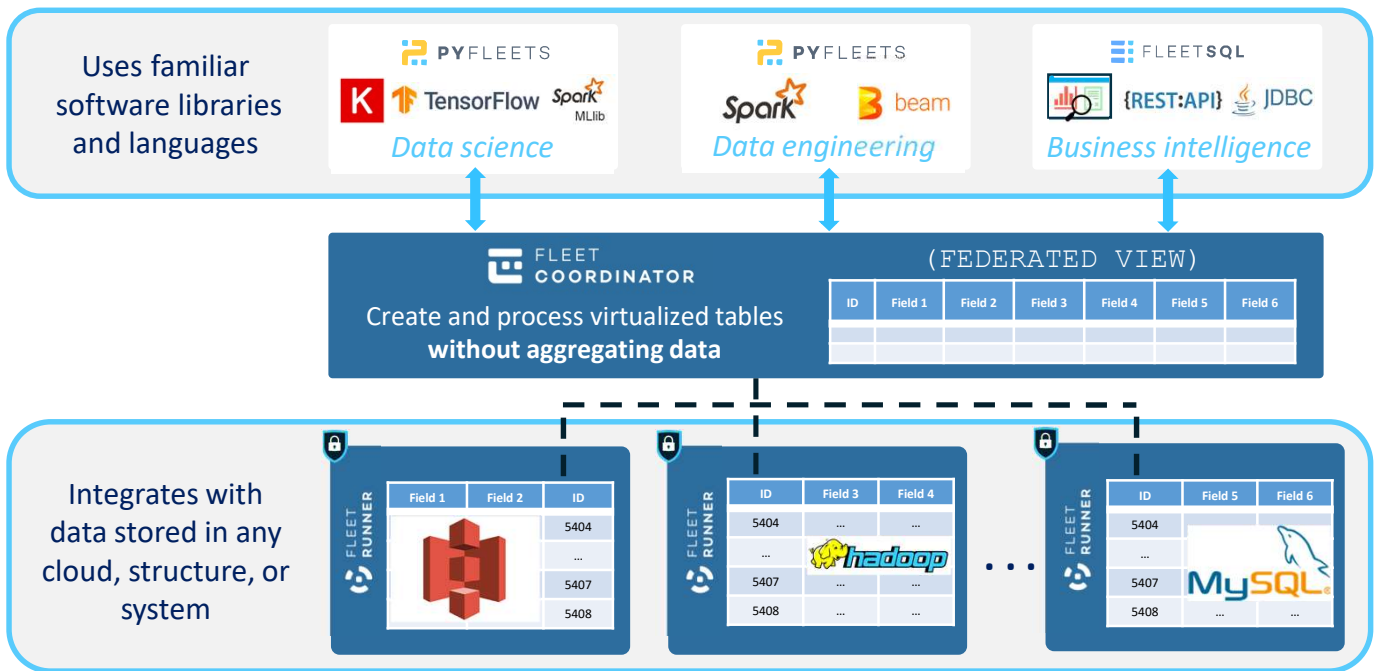 Uses familiar
software libraries
and languages
PYFLEETS
K TensorFlow Spark
MLlib
Data science
PYFLEETS
Spark beam
Data engineering
FLEETSQL
{REST:API} JDBC
Business intelligence
FLEET
COORDINATOR
Create and process virtualized tables
without aggregating data
(FEDERATED VIEW)
ID Field 1 Field 2 Field 3 Field 4 Field 5 Field 6
Integrates with
data stored in any
cloud, structure, or
system
FLEET
RUNNER
Field 1 Field 2 ID
5404
...
5407
5408
FLEET
RUNNER
ID Field 3 Field 4
5404 ... ...
...
hadoop
5407 ... ...
5408 ... ...
...
FLEET
RUNNER
ID Field 5 Field 6
5404
...
5407
MySQL
5408 ... ...